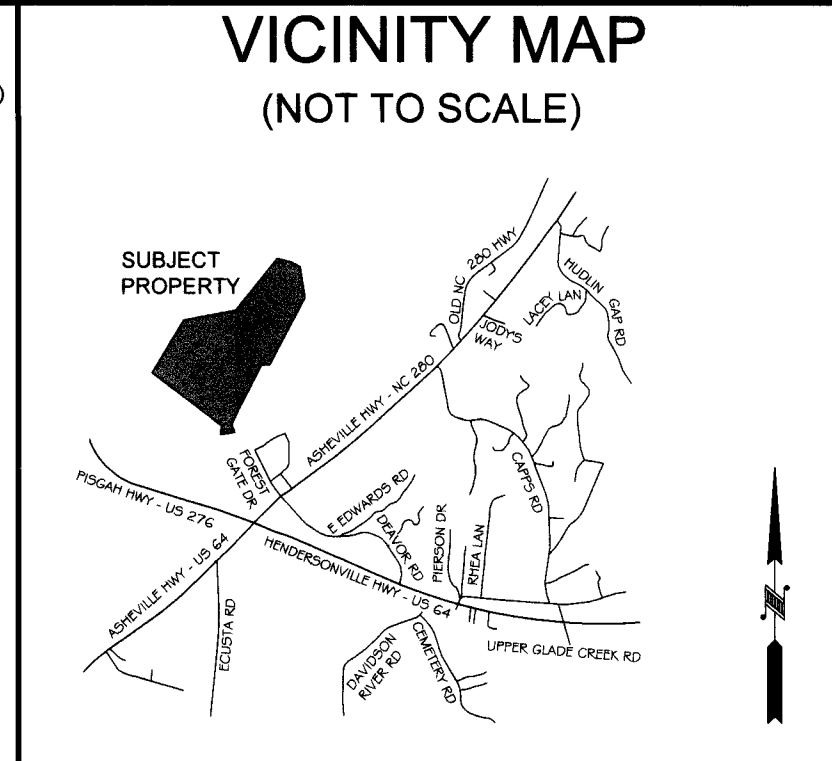 VICINITY MAP
(NOT TO SCALE)
)
SUBJECT
PROPERTY
OLD NC 280 HWY
HUDLIN GAP RD
LACEY LAN
JODY'S
WAY
ASHEVILLE HWY - NC 280
FOREST
GATE DR
CAPPS RD
PISGAH HWY - US 276
E EDWARDS RD
DEAVOR RD
PIERSON DR
RHEA LAN
ASHEVILLE HWY - US 64
HENDERSONVILLE HWY - US 64
ECUSTA RD
UPPER GLADE CREEK RD
DAVIDSON
RIVER RD
CEMETERY RD